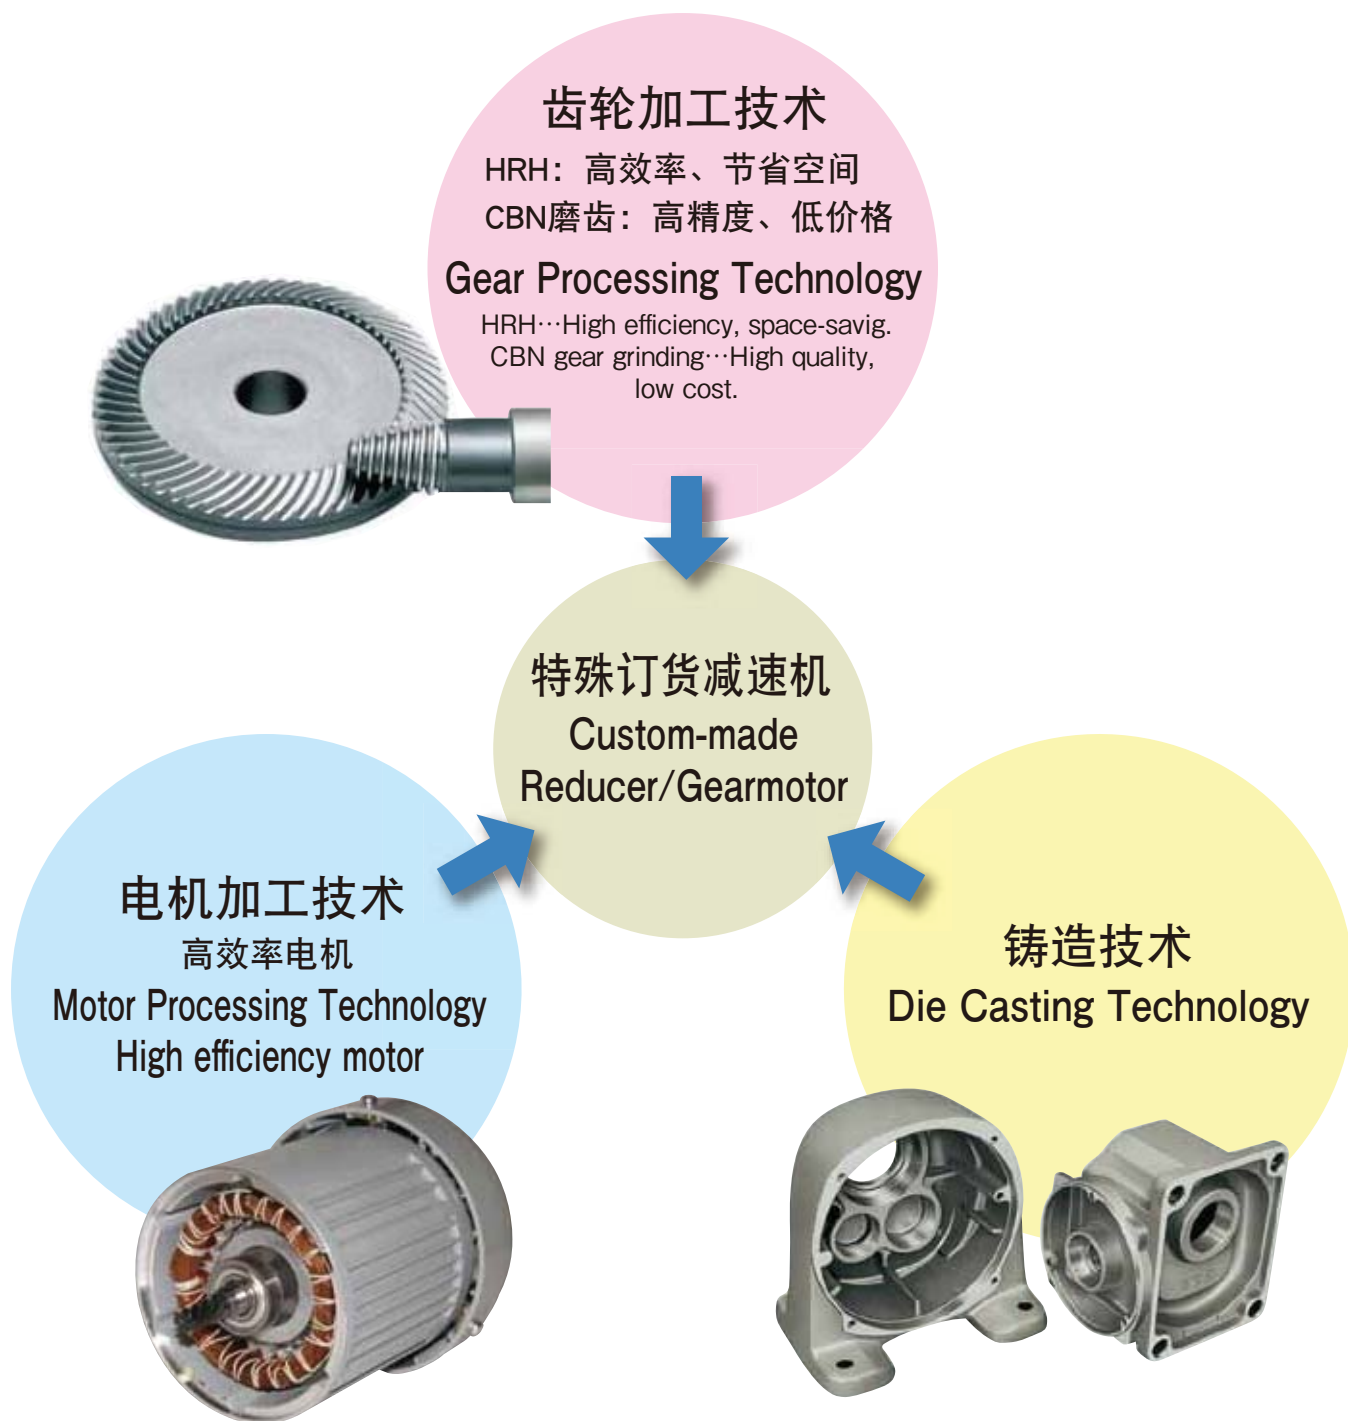 齿轮加工技术
HRH：高效率、节省空间
CBN磨齿：高精度、低价格
Gear Processing Technology
HRH…High efficiency, space-savig.
CBN gear grinding…High quality,
low cost.
特殊订货减速机
Custom-made
Reducer/Gearmotor
电机加工技术
高效率电机
Motor Processing Technology
High efficiency motor
铸造技术
Die Casting Technology